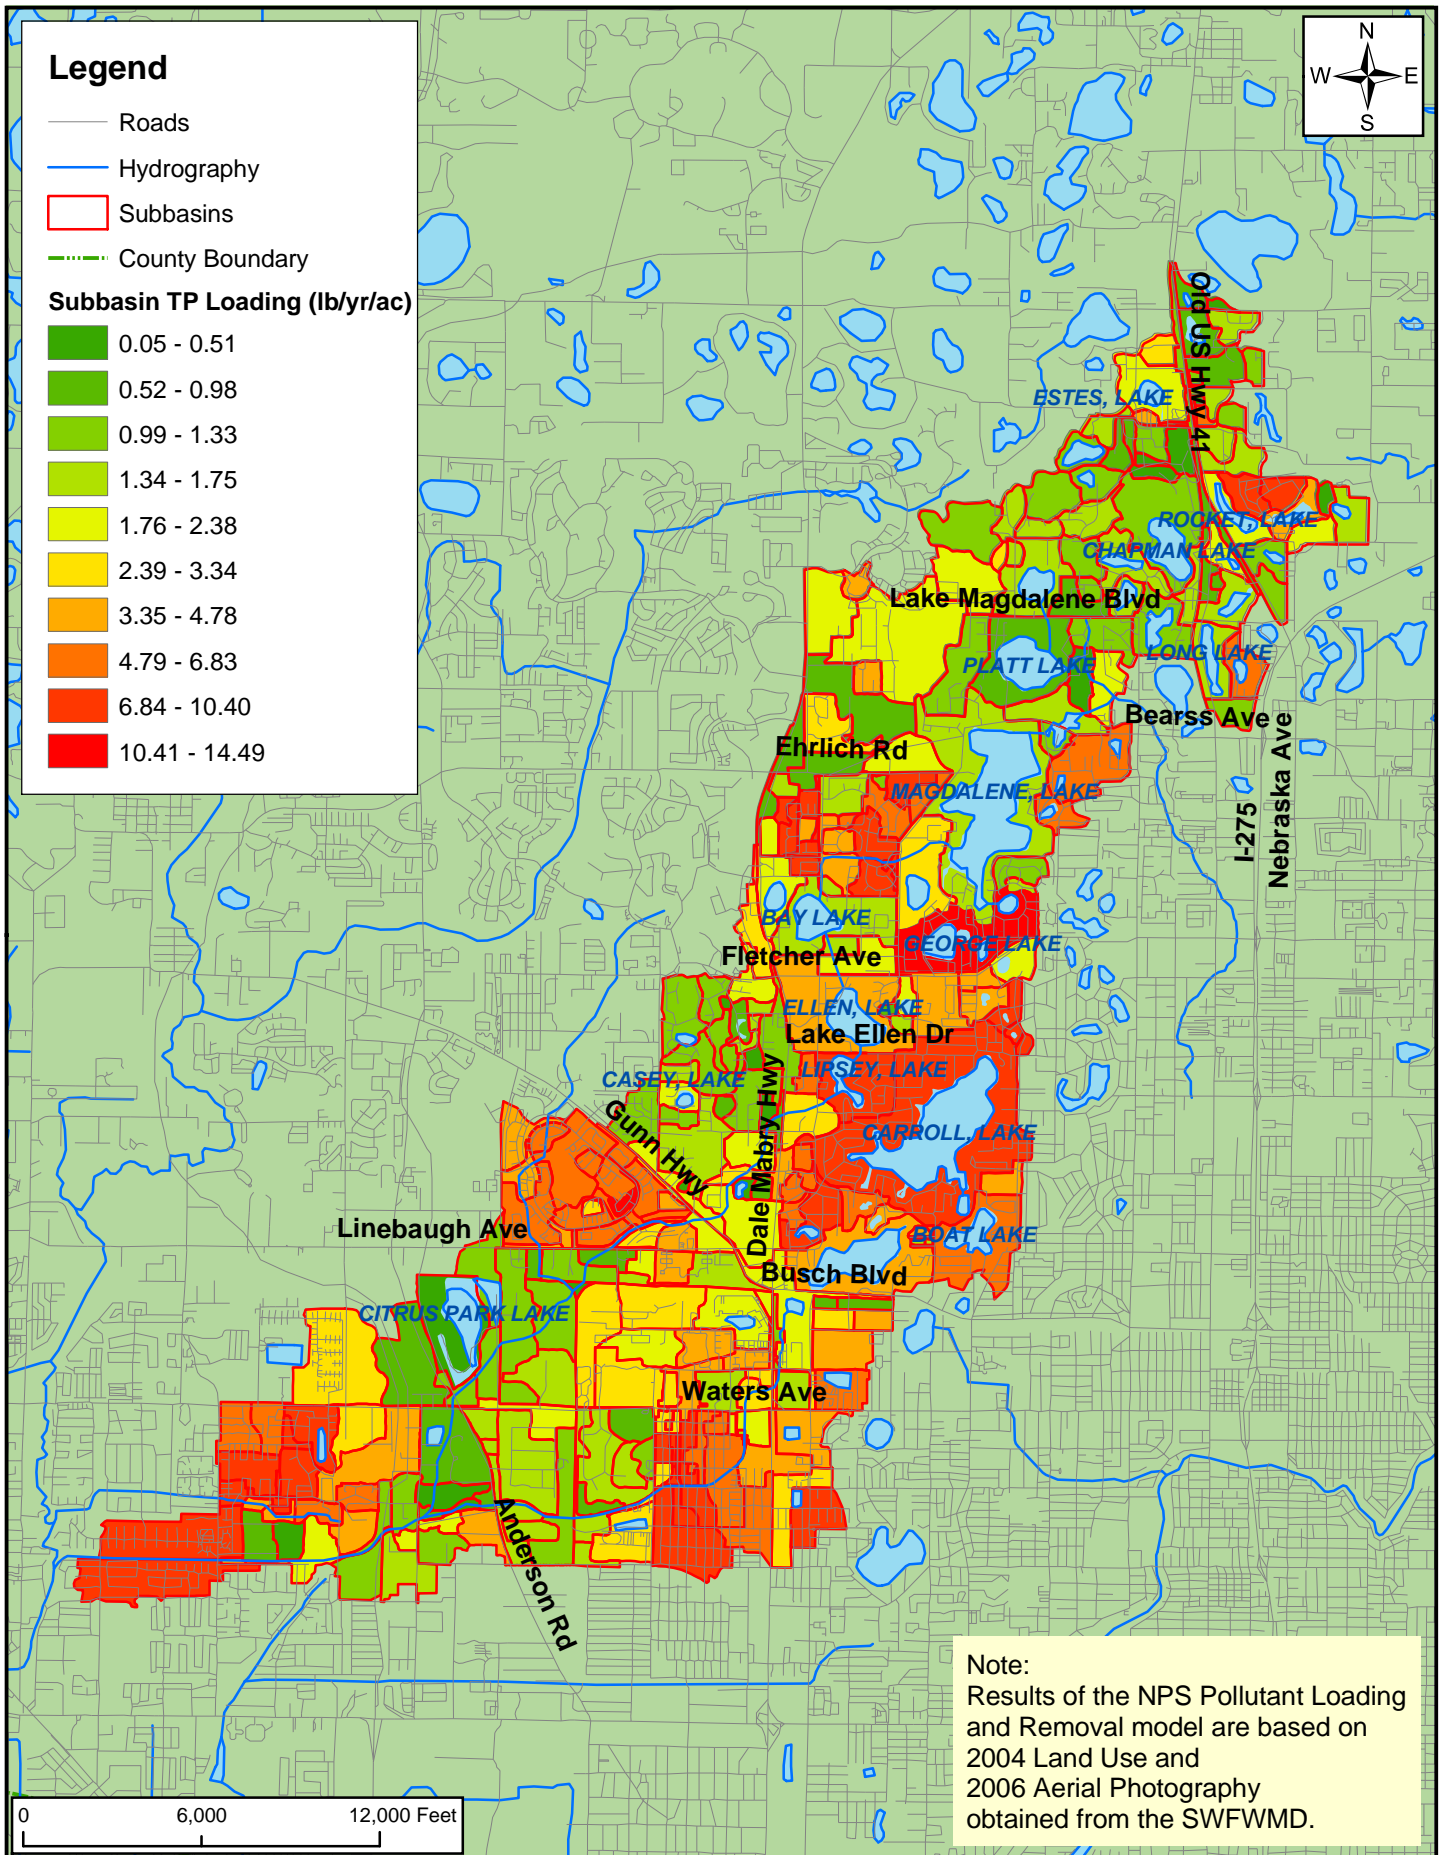 Legend
Roads
Hydrography
Subbasins
County Boundary
Subbasin TP Loading (lb/yr/ac)
0.05 - 0.51
0.52 - 0.98
0.99 - 1.33
1.34 - 1.75
1.76 - 2.38
2.39 - 3.34
3.35 - 4.78
4.79 - 6.83
6.84 - 10.40
10.41 - 14.49
N
W E
S
Old US Hwy 41
ESTES, LAKE
ROCKET, LAKE
CHAPMAN LAKE
Lake Magdalene Blvd
LONG LAKE
PLATT LAKE
Bearss Ave
Ehrlich Rd
MAGDALENE, LAKE
I-275
Nebraska Ave
BAY LAKE
GEORGE LAKE
Fletcher Ave
ELLEN, LAKE
Lake Ellen Dr
LIPSEY, LAKE
CASEY, LAKE
Gunn Hwy
Dale Mabry Hwy
CARROLL, LAKE
Linebaugh Ave
BOAT LAKE
Busch Blvd
CITRUS PARK LAKE
Waters Ave
Anderson Rd
Note:
Results of the NPS Pollutant Loading
and Removal model are based on
2004 Land Use and
2006 Aerial Photography
obtained from the SWFWMD.
0 6,000 12,000 Feet